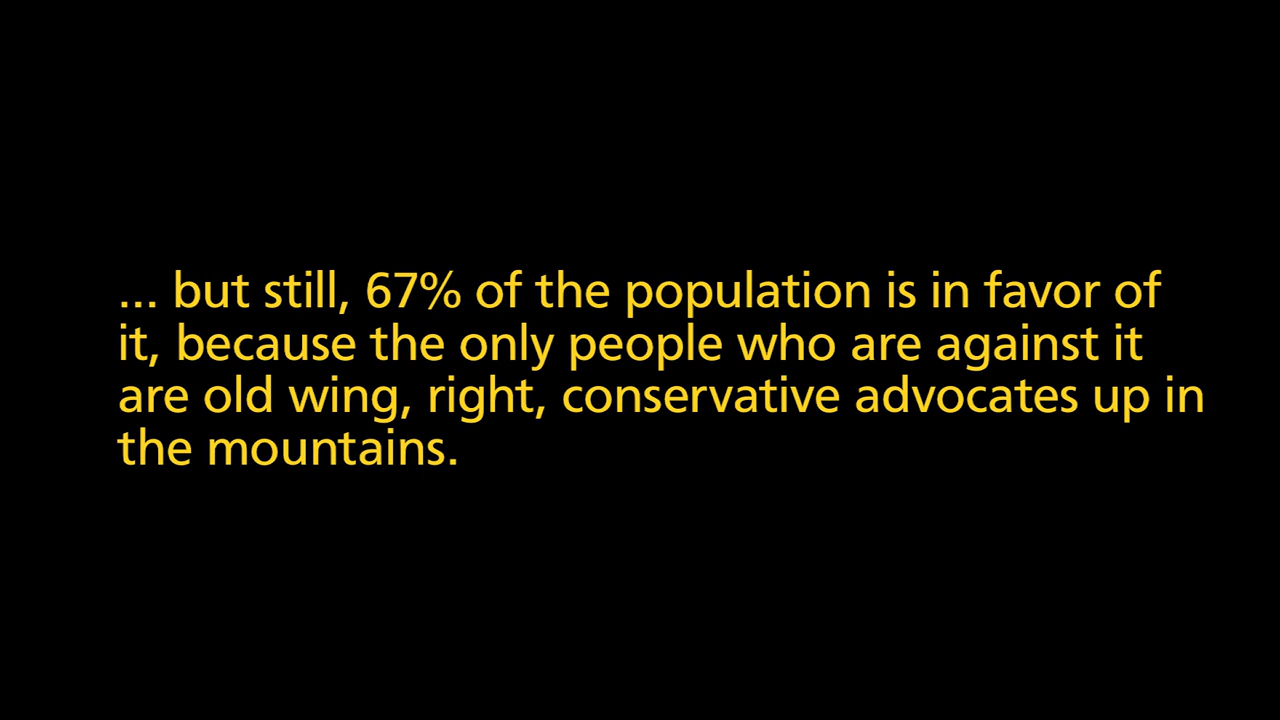 ... but still, 67% of the population is in favor of
it, because the only people who are against it
are old wing, right, conservative advocates up in
the mountains.